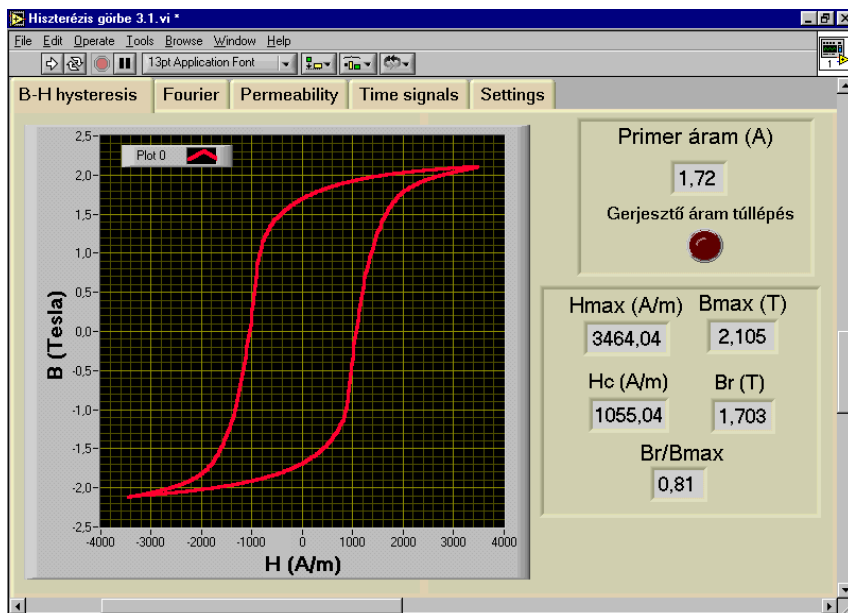 Hiszterézis görbe 3.1.vi *
File Edit Operate Tools Browse Window Help
13pt Application Font
1
B-H hysteresis Fourier Permeability Time signals Settings
Plot 0
2,5
2,0
1,5
1,0
0,5
0,0
-0,5
-1,0
-1,5
-2,0
-2,5
B (Tesla)
-4000 -3000 -2000 -1000 0 1000 2000 3000 4000
H (A/m)
Primer áram (A)
1,72
Gerjesztő áram túllépés
Hmax (A/m) Bmax (T)
3464,04 2,105
Hc (A/m) Br (T)
1055,04 1,703
Br/Bmax
0,81